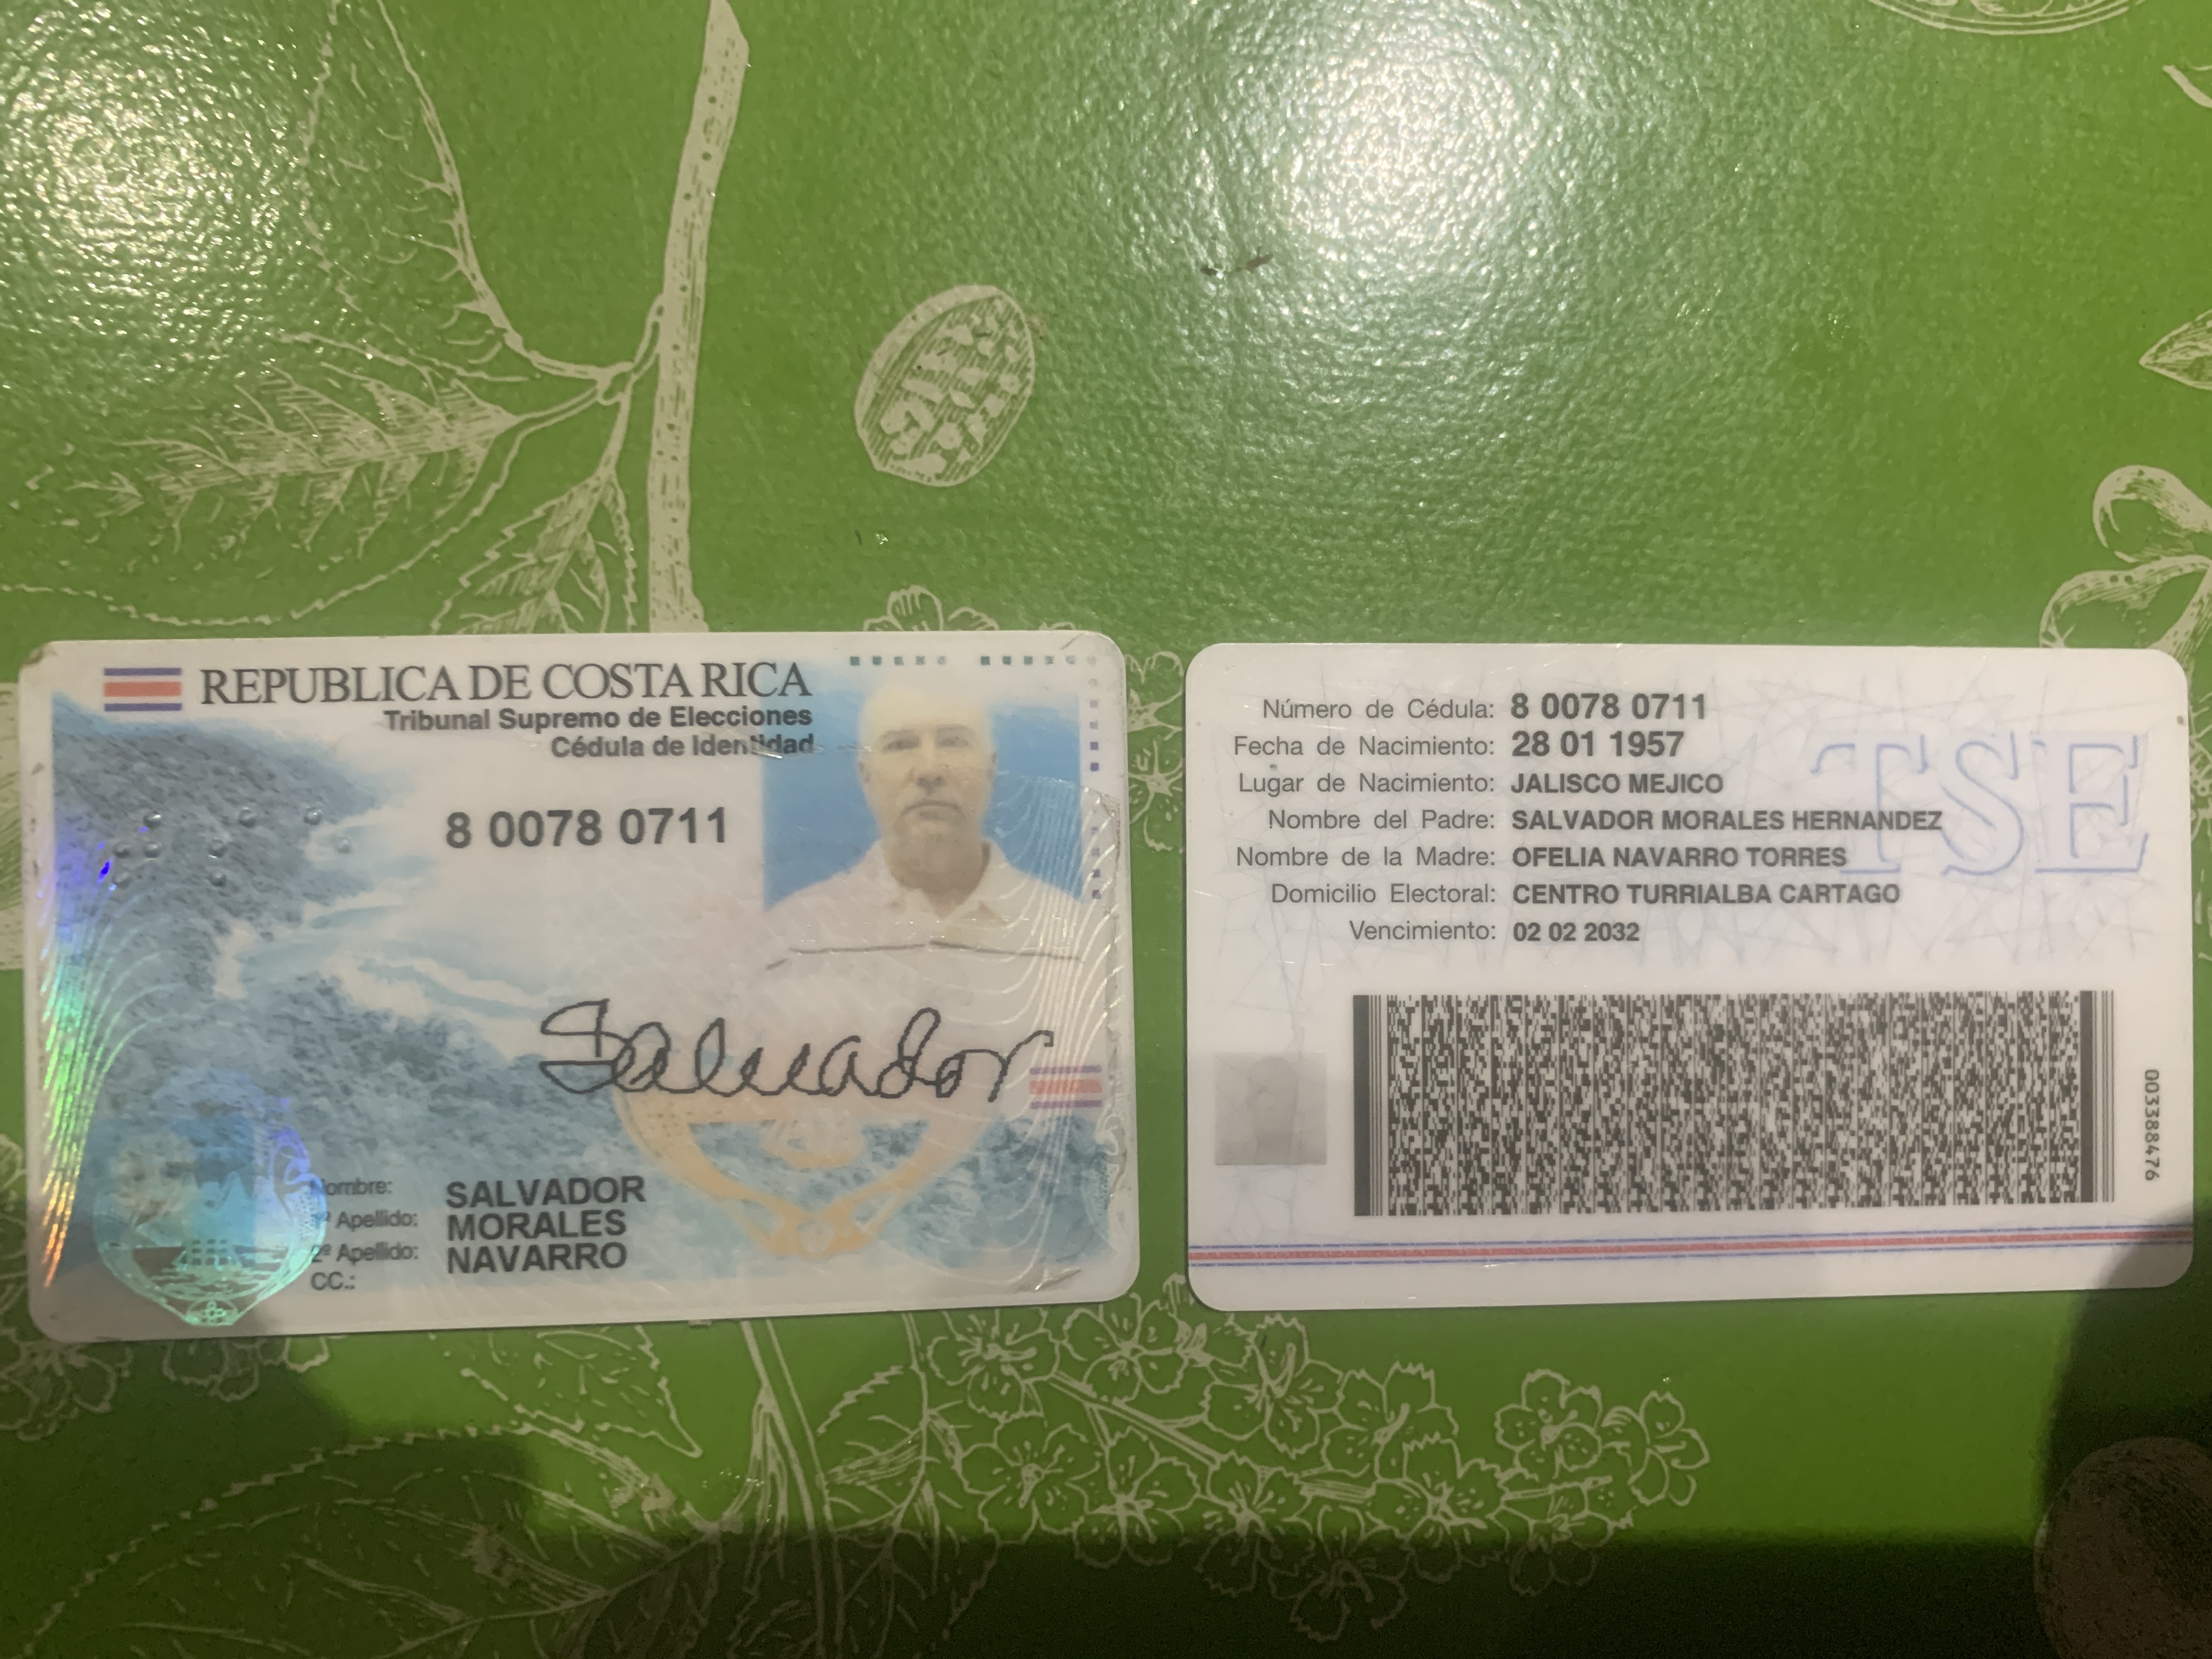 REPUBLICA DE COSTA RICA
Tribunal Supremo de Elecciones
Cédula de Identidad
8 0078 0711
Salvador
ombre: SALVADOR
º Apellido: MORALES
º Apellido: NAVARRO
CC.:
Número de Cédula: 8 0078 0711
Fecha de Nacimiento: 28 01 1957
Lugar de Nacimiento: JALISCO MEJICO
Nombre del Padre: SALVADOR MORALES HERNANDEZ
Nombre de la Madre: OFELIA NAVARRO TORRES
Domicilio Electoral: CENTRO TURRIALBA CARTAGO
Vencimiento: 02 02 2032
TSE
003388476